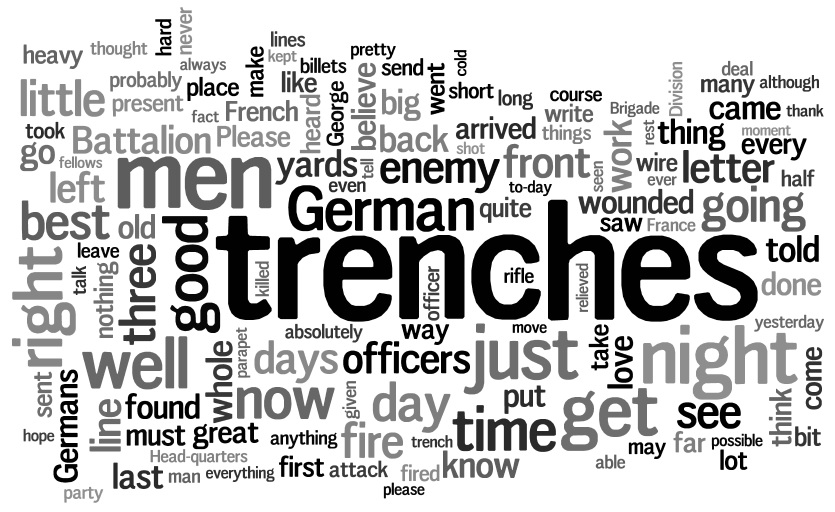 heavy
thought
hard
never
always
lines
kept
billets
pretty
cold
deal
many
although
little
probably
place
make
like
send
went
short
long
course
Division
present
fact
French
heard
George
believe
big
write
Brigade
came
thank
took
Battalion
Please
back
arrived
things
work
rest
thing
moment
every
go
fellows
men
yards
tell
enemy
shot
front
seen
wire
letter
left
even
to-day
ever
half
best
old
good
German
quite
wounded
going
saw
France
told
right
talk
leave
nothing
three
trenches
killed
officer
rifle
relieved
done
absolutely
way
move
yesterday
well
whole
parapet
days
officers
just
take
love
night
come
sent
Germans
line
found
now
given
day
put
get
see
think
hope
must
great
anything
fire
trench
time
may
far
possible
bit
Head-quarters
last
man
everything
first
attack
fired
know
able
lot
party
please